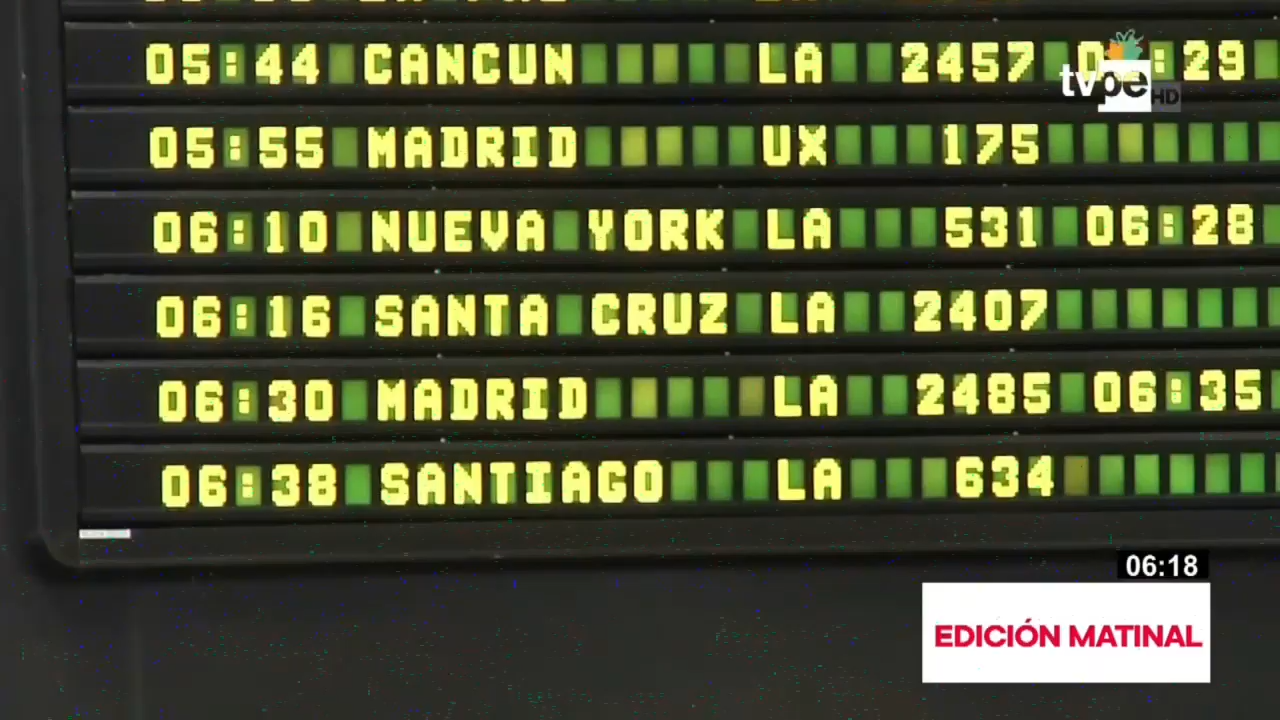 05:44 CANCUN LA 2457 0 :29
tvpe HD
05:55 MADRID UX 175
06:10 NUEVA YORK LA 531 06:28
06:16 SANTA CRUZ LA 2407
06:30 MADRID LA 2485 06:35
06:38 SANTIAGO LA 634
06:18
EDICIÓN MATINAL